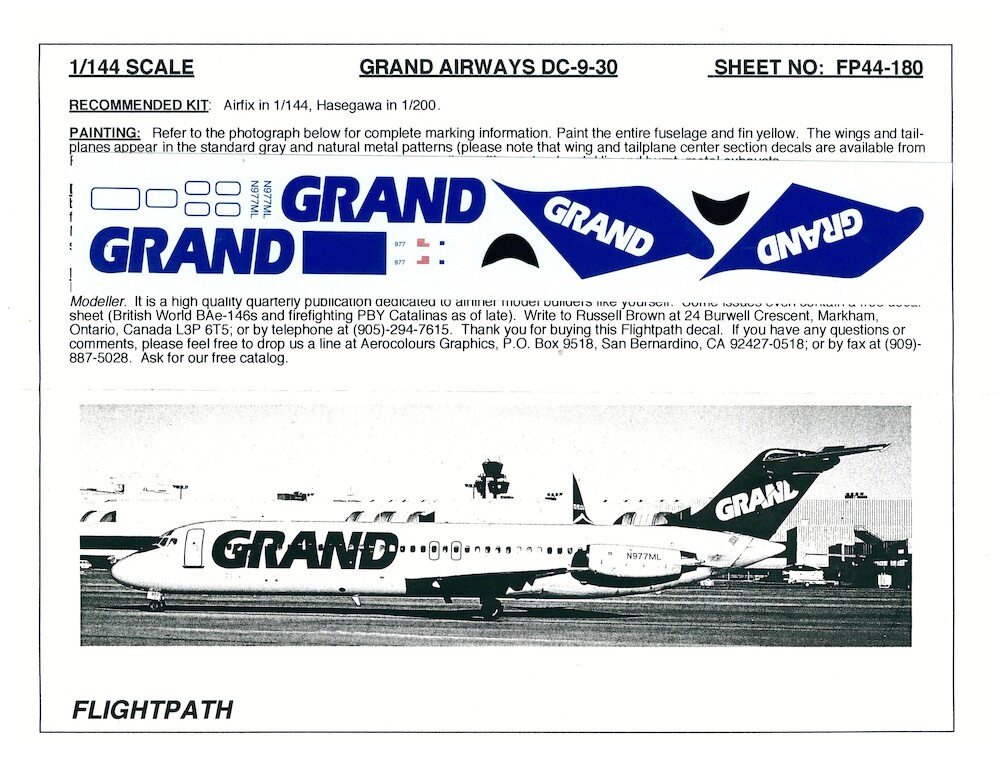 1/144 SCALE GRAND AIRWAYS DC-9-30 SHEET NO: FP44-180
RECOMMENDED KIT: Airfix in 1/144, Hasegawa in 1/200.
PAINTING: Refer to the photograph below for complete marking information. Paint the entire fuselage and fin yellow. The wings and tail-
planes appear in the standard gray and natural metal patterns (please note that wing and tailplane center section decals are available from
N977ML
N977ML
GRAND
GRAND
GRAND
GRAND
977
977
Modeller. It is a high quality quarterly publication dedicated to airliner model builders like yourself. Some issues even contain a free decal
sheet (British World BAe-146s and firefighting PBY Catalinas as of late). Write to Russell Brown at 24 Burwell Crescent, Markham,
Ontario, Canada L3P 6T5; or by telephone at (905)-294-7615. Thank you for buying this Flightpath decal. If you have any questions or
comments, please feel free to drop us a line at Aerocolours Graphics, P.O. Box 9518, San Bernardino, CA 92427-0518; or by fax at (909)-
887-5028. Ask for our free catalog.
GRAND
GRAND
N977ML
FLIGHTPATH